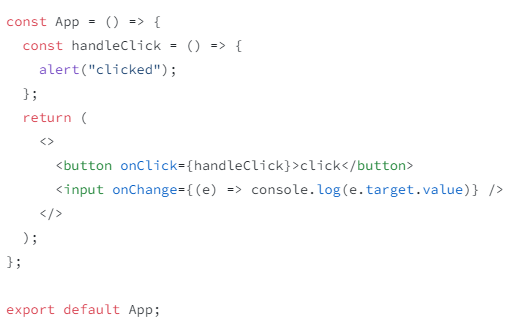 const App = () => {
  const handleClick = () => {
    alert("clicked");
  };
  return (
    <>
      <button onClick={handleClick}>click</button>
      <input onChange={(e) => console.log(e.target.value)} />
    </>
  );
};

export default App;